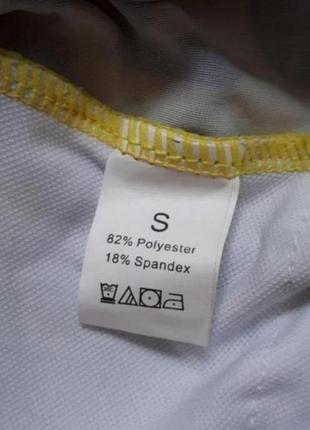 S
82% Polyester
18% Spandex